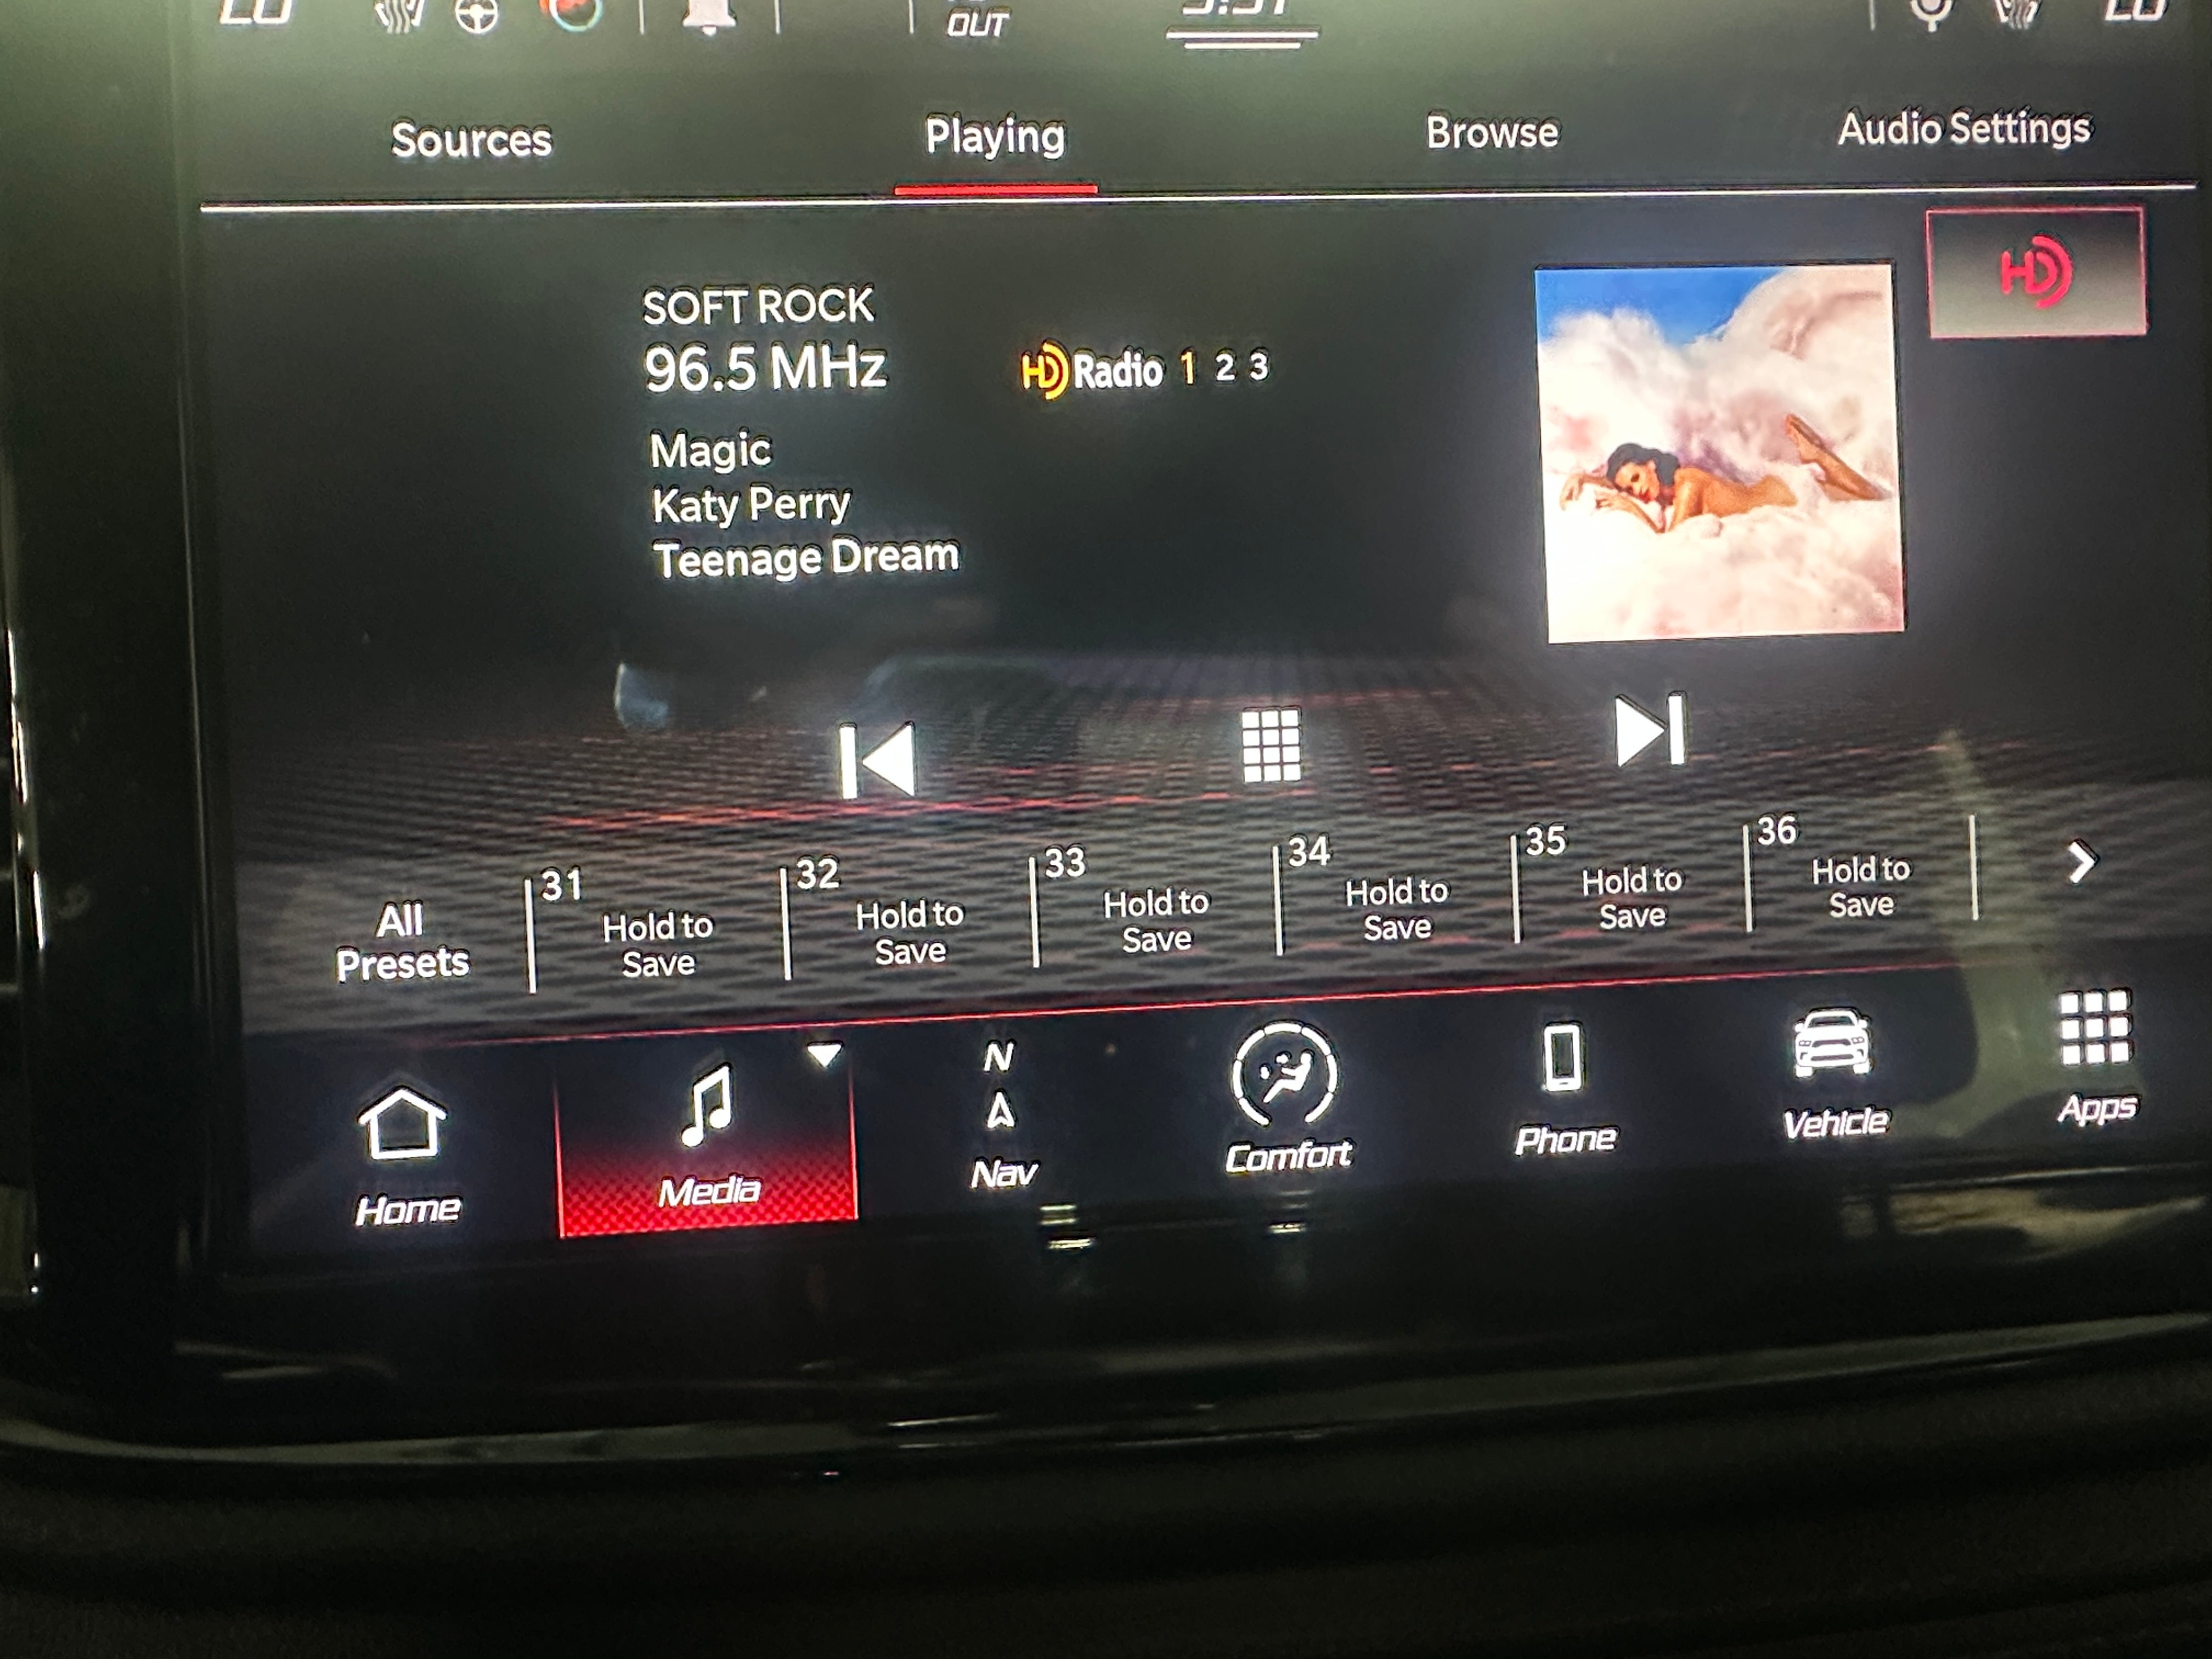 OUT
Sources
Playing
Browse
Audio Settings
SOFT ROCK
96.5 MHz
HD Radio 1 2 3
HD
Magic
Katy Perry
Teenage Dream
All
Presets
31
Hold to
Save
32
Hold to
Save
33
Hold to
Save
34
Hold to
Save
35
Hold to
Save
36
Hold to
Save
Home
Media
N
Nav
Comfort
Phone
Vehicle
Apps